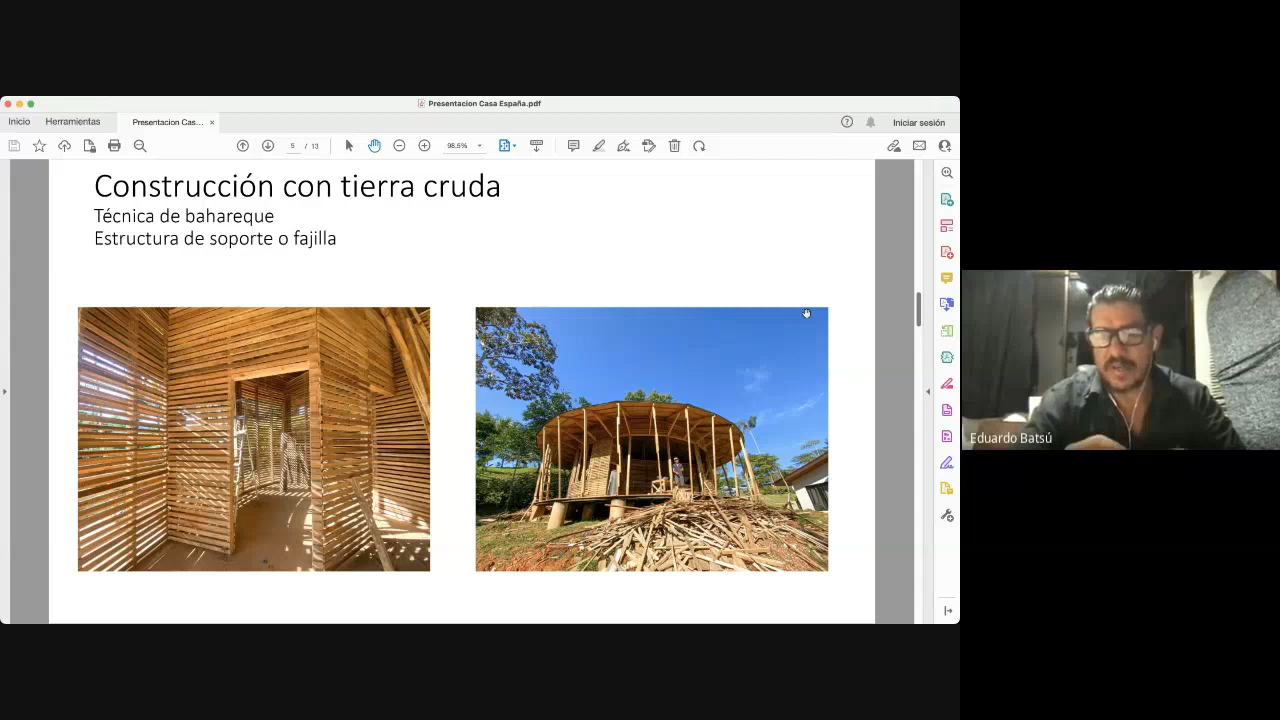 Presentacion Casa España.pdf
Inicio
Herramientas
Presentacion Cas...
Iniciar sesión
5 / 13
98.5%
Construcción con tierra cruda
Técnica de bahareque
Estructura de soporte o fajilla
Eduardo Batsú